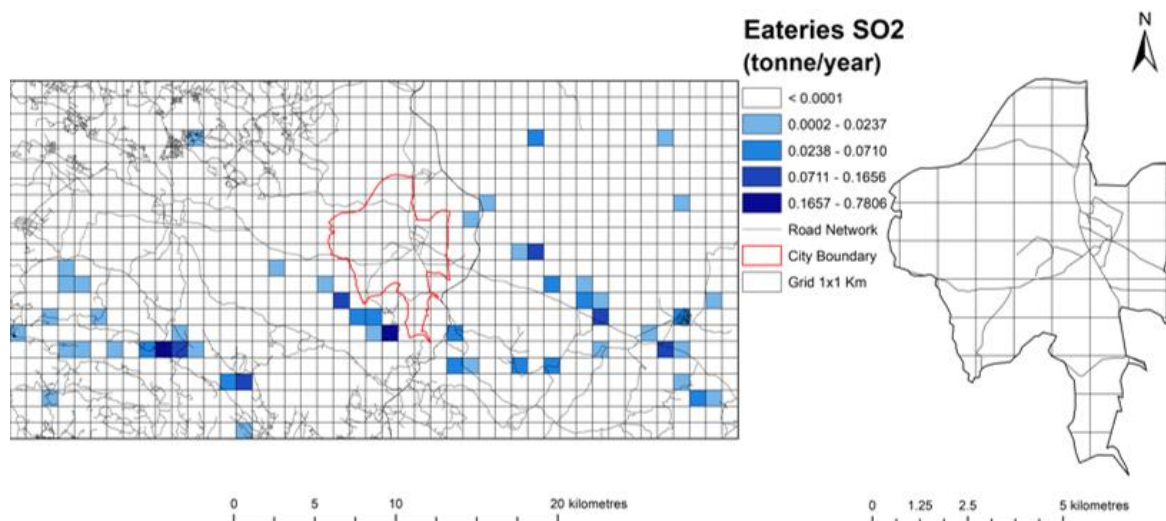 Eateries SO2
(tonne/year)
< 0.0001
0.0002 - 0.0237
0.0238 - 0.0710
0.0711 - 0.1656
0.1657 - 0.7806
Road Network
City Boundary
Grid 1x1 Km
N
0 5 10 20 kilometres
0 1.25 2.5 5 kilometres